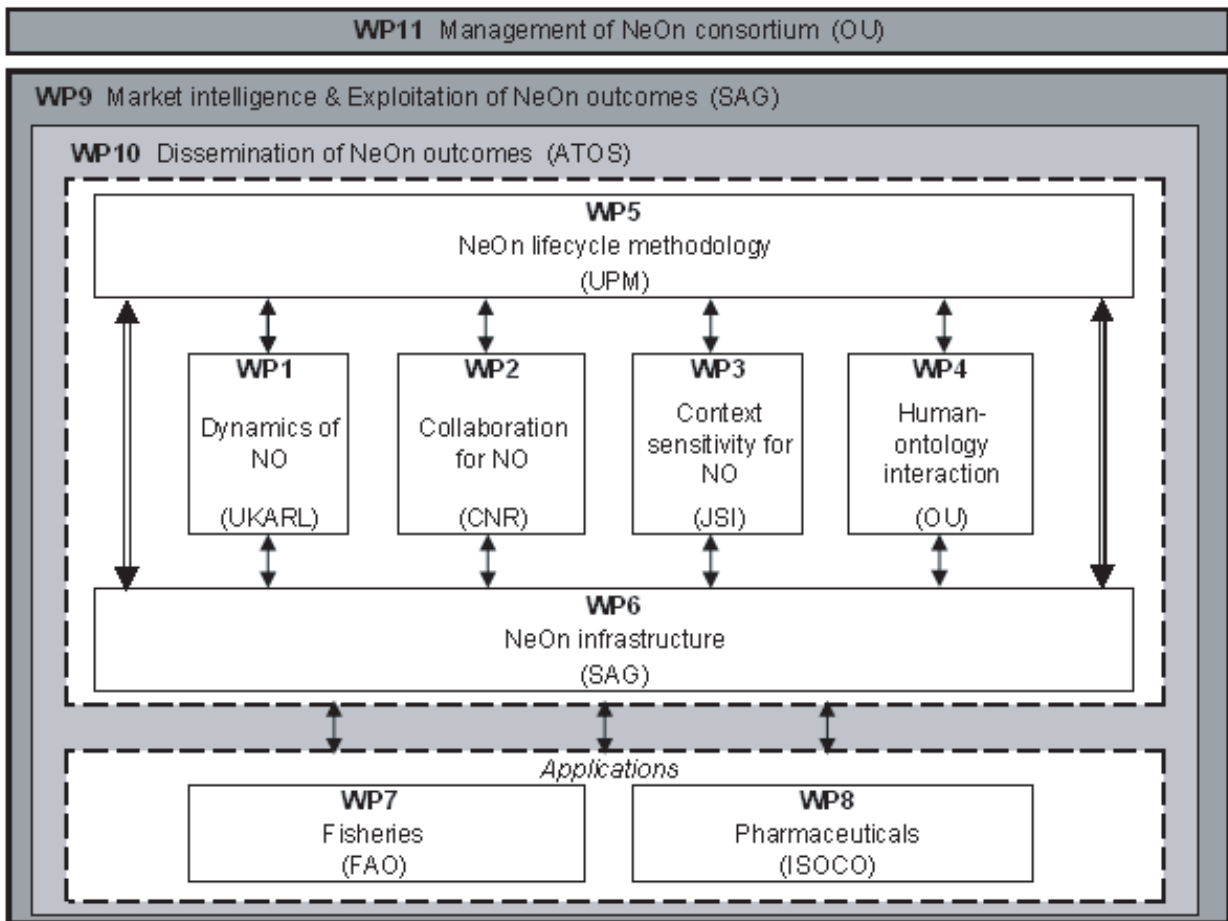 WP11 Management of NeOn consortium (OU)
WP9 Market intelligence & Exploitation of NeOn outcomes (SAG)
WP10 Dissemination of NeOn outcomes (ATOS)
WP5
NeOn lifecycle methodology
(UPM)
WP1
Dynamics of
NO
(UKARL)
WP2
Collaboration
for NO
(CNR)
WP3
Context
sensitivity for
NO
(JSI)
WP4
Human-
ontology
interaction
(OU)
WP6
NeOn infrastructure
(SAG)
Applications
WP7
Fisheries
(FAO)
WP8
Pharmaceuticals
(ISOCO)